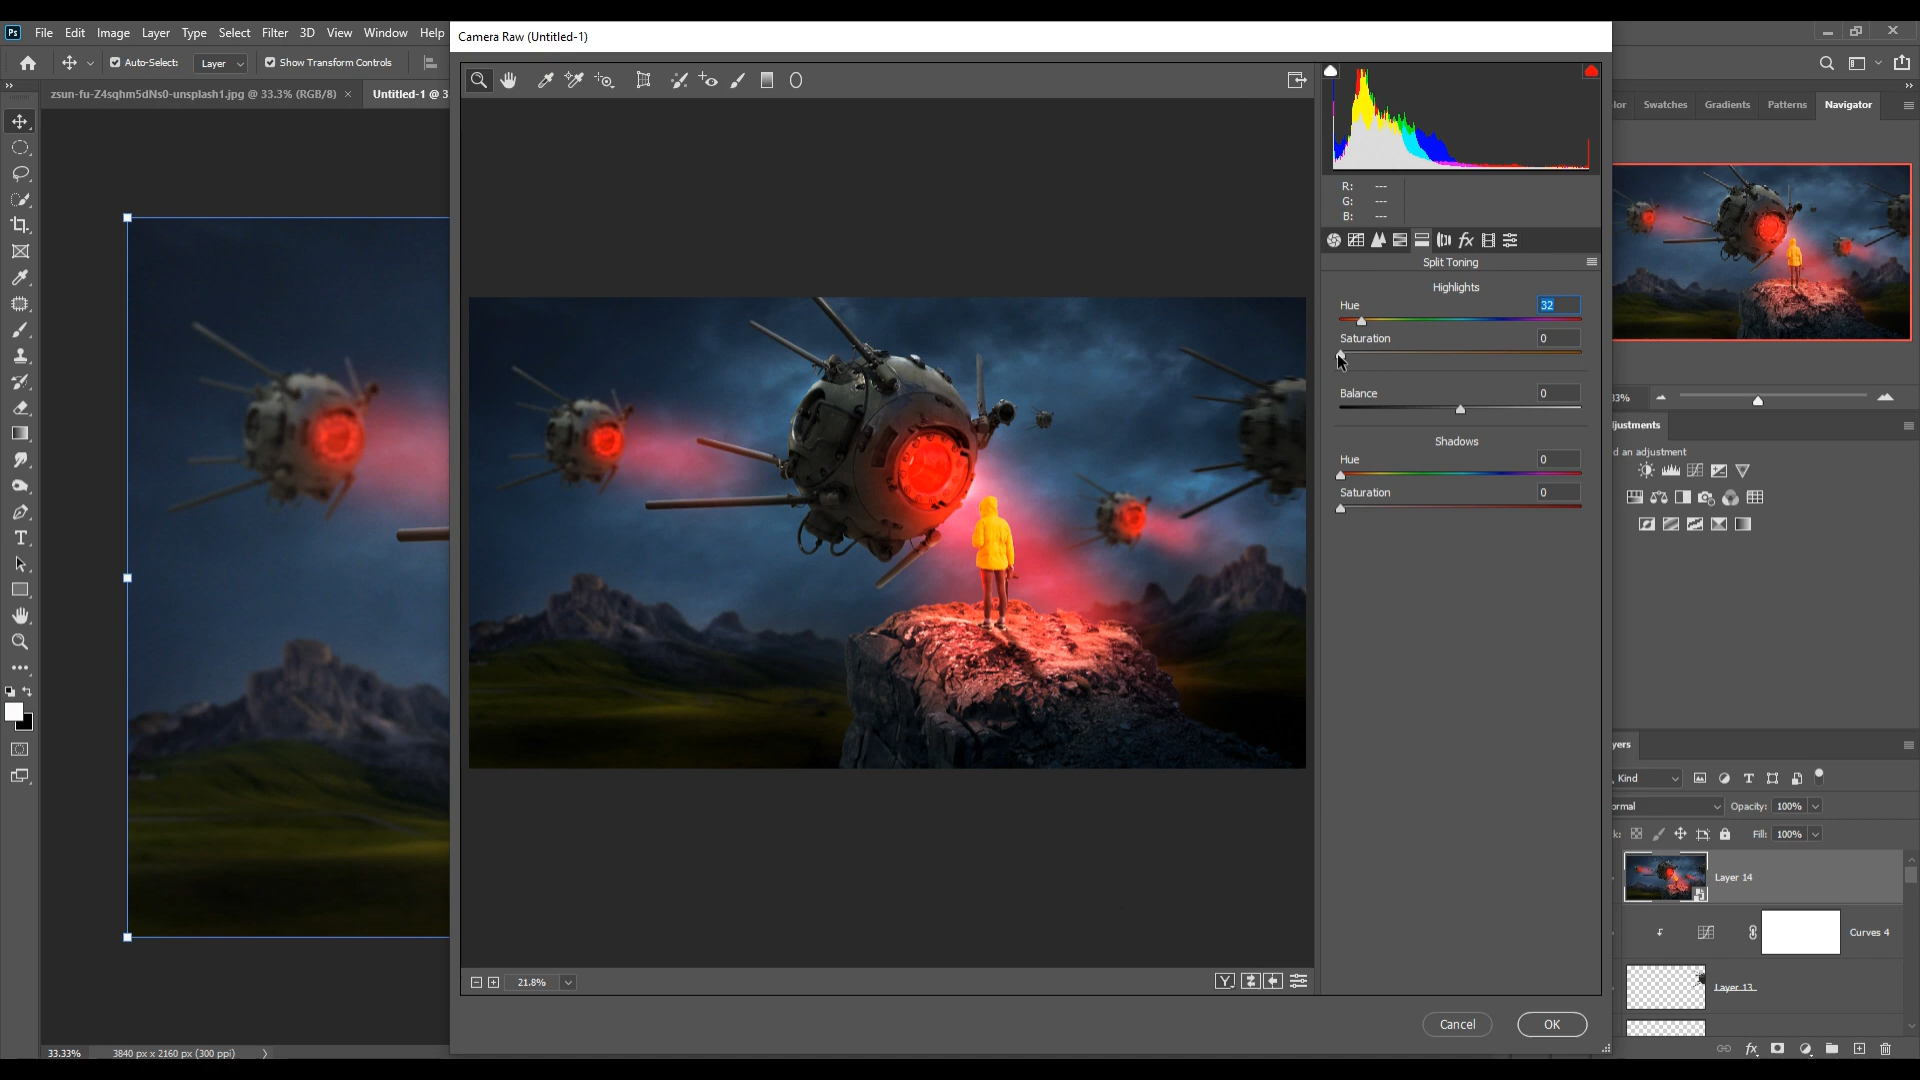 Ps File Edit Image Layer Type Select Filter 3D View Window Help
Camera Raw (Untitled-1)
Auto-Select: Layer Show Transform Controls
zsun-fu-Z4sqhm5dNs0-unsplash1.jpg @ 33.3% (RGB/8) × Untitled-1 @ 3
lor Swatches Gradients Patterns Navigator
R: ---
G: ---
B: ---
Split Toning
Highlights
Hue 32
Saturation 0
Balance 0
Shadows
Hue 0
Saturation 0
33%
justments
d an adjustment
yers
Kind
ormal Opacity: 100%
k: Fill: 100%
Layer 14
Curves 4
Layer 13
21.8%
Cancel OK
33.33% 3840 px x 2160 px (300 ppi)